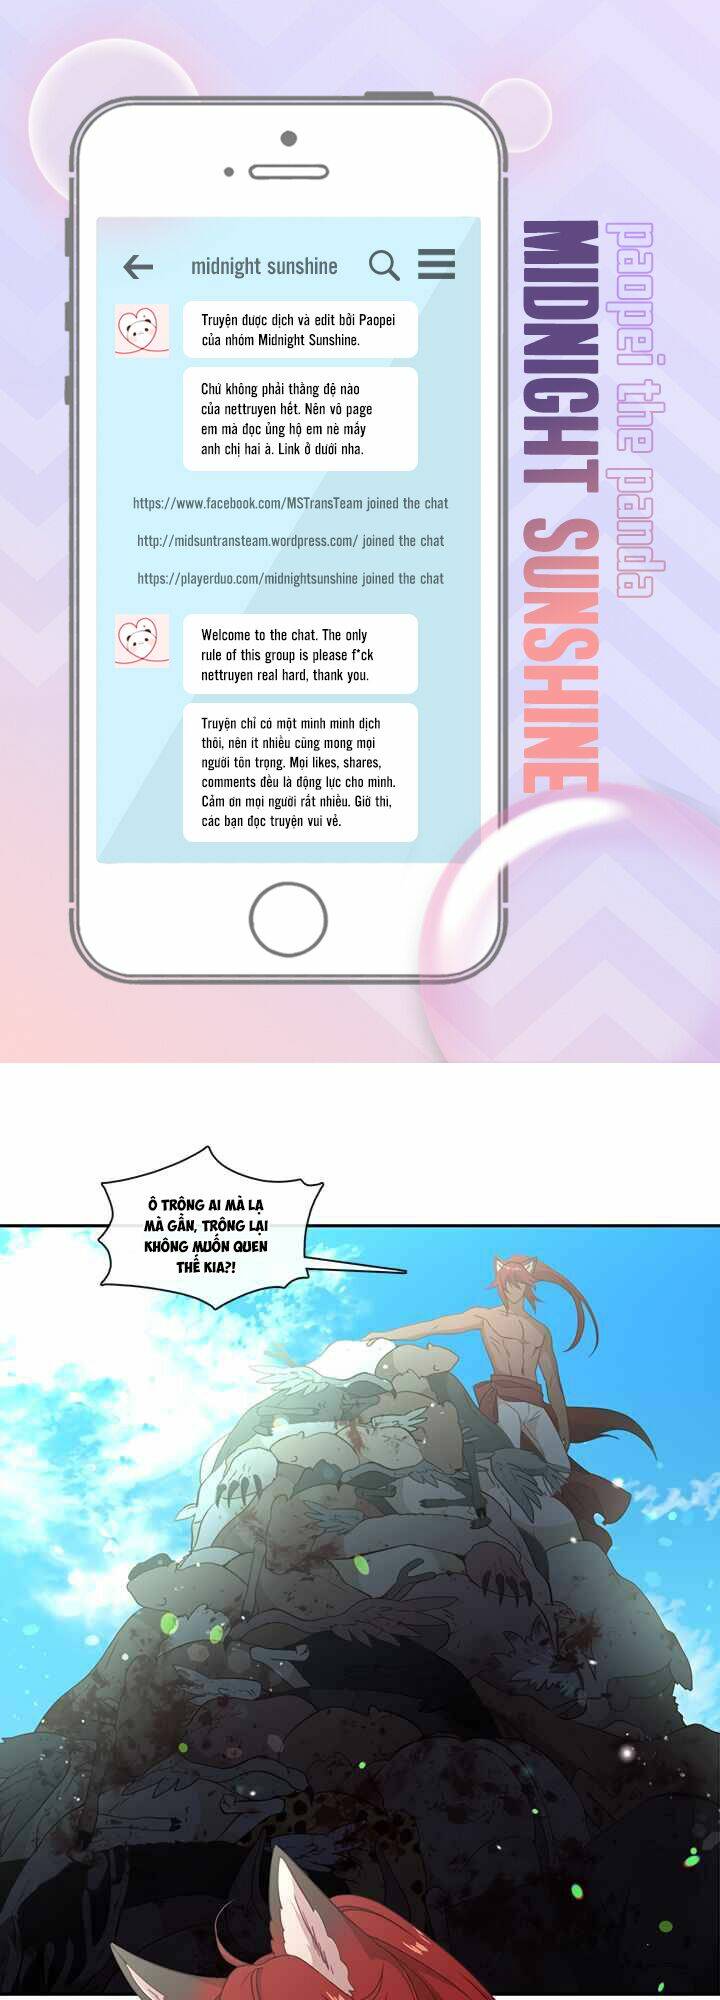 midnight sunshine
Truyện được dịch và edit bởi Paopei
của nhóm Midnight Sunshine.
Chứ không phải thằng đệ nào
của nettruyen hết. Nên vô page
em mà đọc ủng hộ em nè mấy
anh chị hai à. Link ở dưới nha.
https://www.facebook.com/MSTransTeam joined the chat
http://midsuntransteam.wordpress.com/ joined the chat
https://playerduo.com/midnightsunshine joined the chat
Welcome to the chat. The only
rule of this group is please f*ck
nettruyen real hard, thank you.
Truyện chỉ có một mình mình dịch
thôi, nên ít nhiều cũng mong mọi
người tôn trọng. Mọi likes, shares,
comments đều là động lực cho mình.
Cảm ơn mọi người rất nhiều. Giờ thì,
các bạn đọc truyện vui vẻ.
paopei the panda
MIDNIGHT SUNSHINE
Ô TRÔNG AI MÀ LẠ
MÀ GẦN, TRÔNG LẠI
KHÔNG MUỐN QUEN
THẾ KIA?!